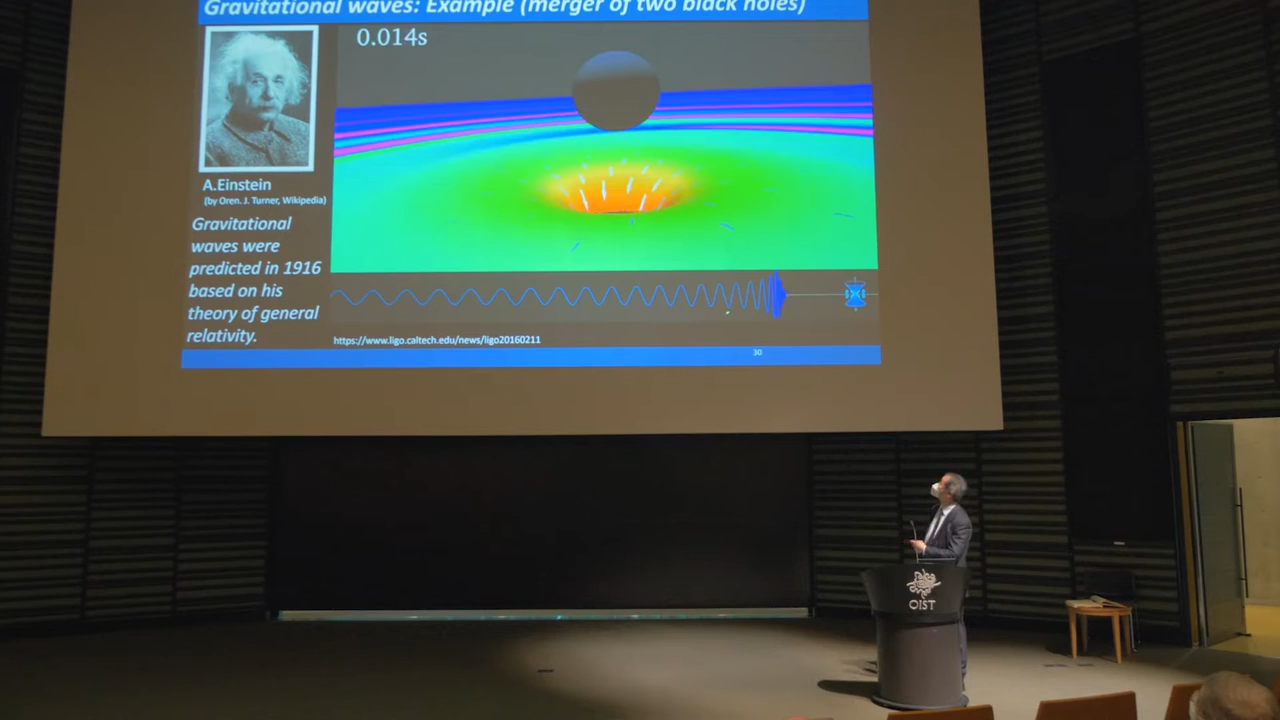 Gravitational waves: Example (merger of two black holes)
0.014s
A.Einstein
(by Oren. J. Turner, Wikipedia)
Gravitational
waves were
predicted in 1916
based on his
theory of general
relativity.
https://www.ligo.caltech.edu/news/ligo20160211
30
OIST